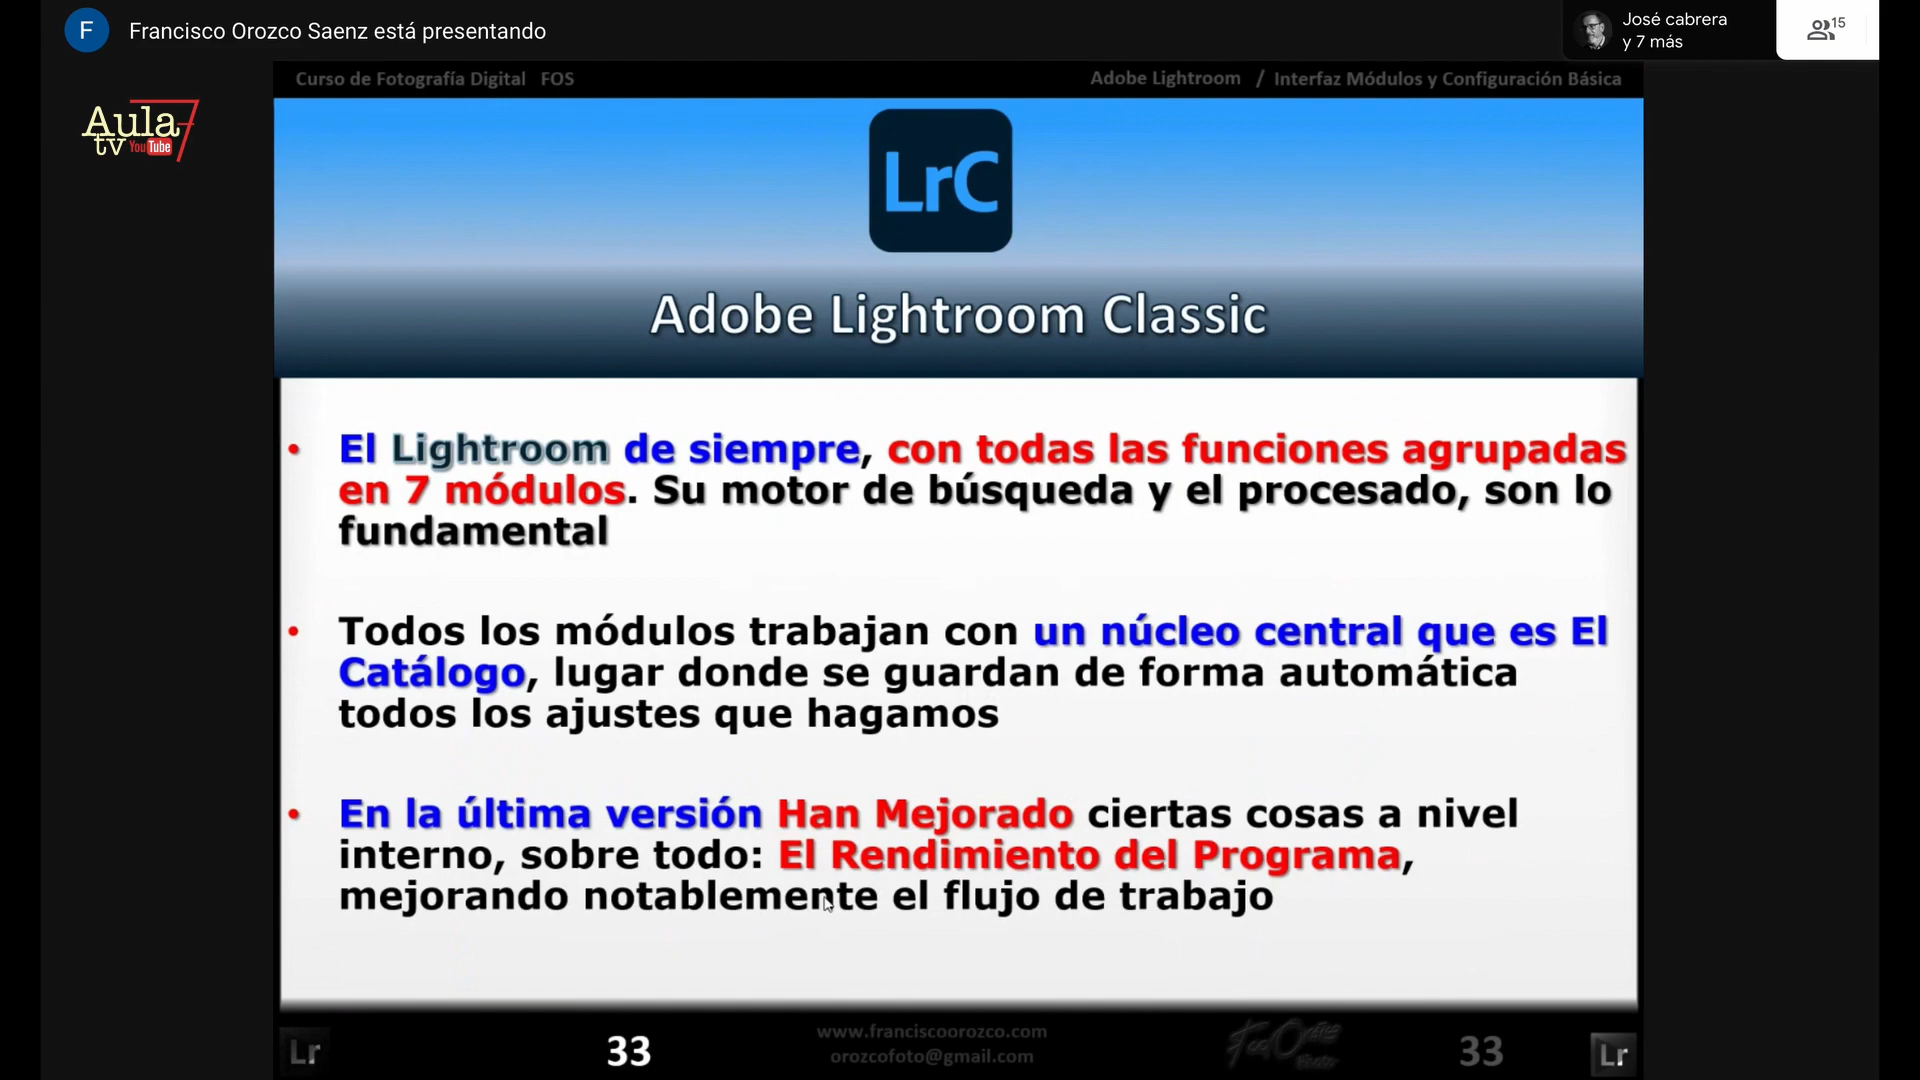 F Francisco Orozco Saenz está presentando
José cabrera
y 7 más
15
Curso de Fotografía Digital FOS
Adobe Lightroom / Interfaz Módulos y Configuración Básica
Aula 7
tv YouTube
LrC
Adobe Lightroom Classic
• El Lightroom de siempre, con todas las funciones agrupadas
en 7 módulos. Su motor de búsqueda y el procesado, son lo
fundamental
• Todos los módulos trabajan con un núcleo central que es El
Catálogo, lugar donde se guardan de forma automática
todos los ajustes que hagamos
• En la última versión Han Mejorado ciertas cosas a nivel
interno, sobre todo: El Rendimiento del Programa,
mejorando notablemente el flujo de trabajo
Lr
33
www.franciscoorozco.com
orozcofoto@gmail.com
33
Lr